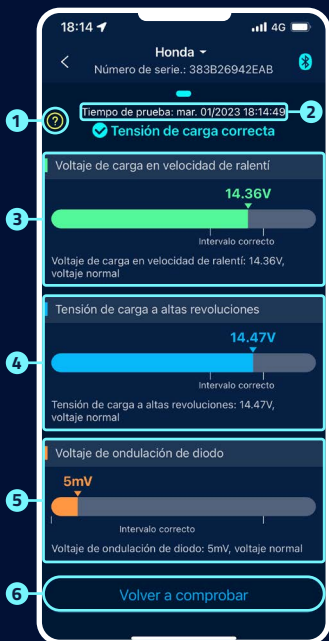 18:14
4G
Honda
Número de serie.: 383B26942EAB
1
Tiempo de prueba: mar. 01/2023 18:14:49
2
?
Tensión de carga correcta
Voltaje de carga en velocidad de ralentí
14.36V
3
Intervalo correcto
Voltaje de carga en velocidad de ralentí: 14.36V,
voltaje normal
Tensión de carga a altas revoluciones
14.47V
4
Intervalo correcto
Tensión de carga a altas revoluciones: 14.47V,
voltaje normal
Voltaje de ondulación de diodo
5mV
5
Intervalo correcto
Voltaje de ondulación de diodo: 5mV, voltaje normal
6
Volver a comprobar